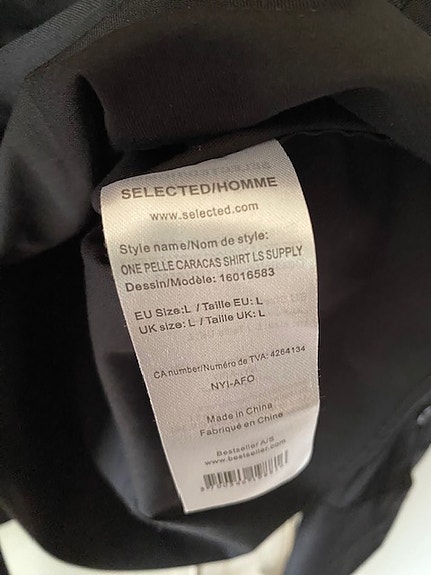 SELECTED/HOMME
www.selected.com
Style name/Nom de style:
ONE PELLE CARACAS SHIRT LS SUPPLY
Dessin/Modèle: 16016583
EU Size:L / Taille EU: L
UK size: L / Taille UK: L
CA number/Numéro de TVA: 4264134
NYI-AFO
Made in China
Fabriqué en Chine
Bestseller A/S
www.bestseller.com